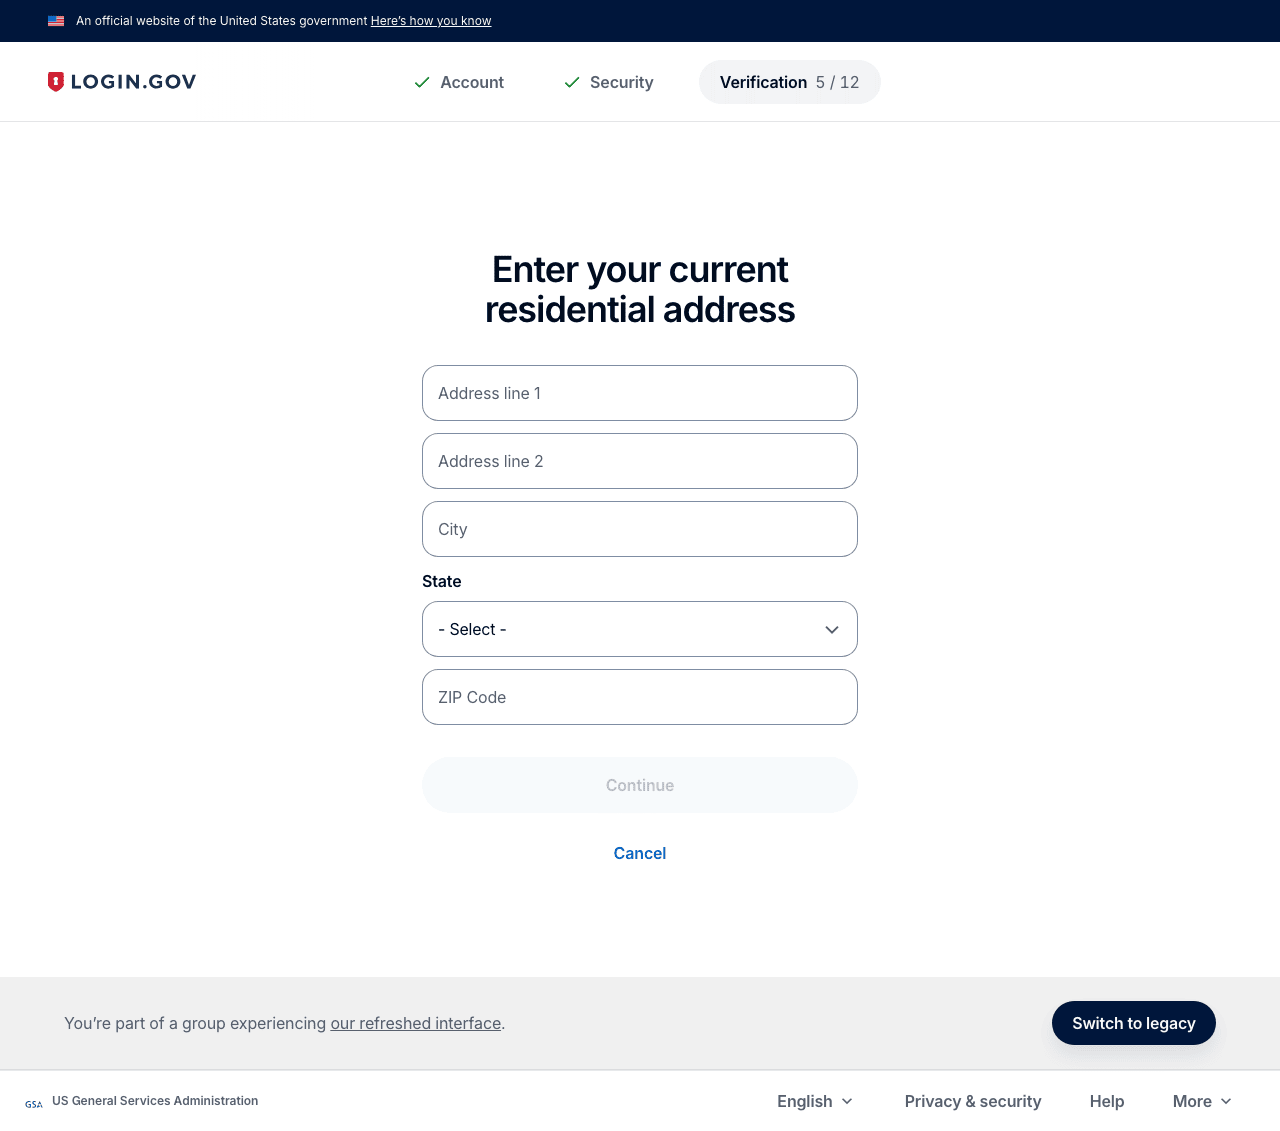 An official website of the United States government Here’s how you know
LOGIN.GOV
Account
Security
Verification 5 / 12
Enter your current
residential address
Address line 1
Address line 2
City
State
- Select -
ZIP Code
Continue
Cancel
You’re part of a group experiencing our refreshed interface.
Switch to legacy
GSA
US General Services Administration
English
Privacy & security
Help
More